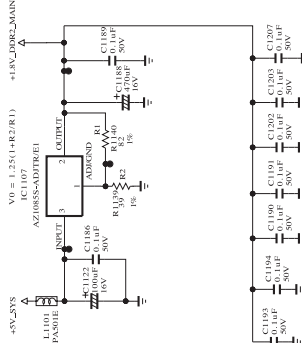 +1.8V_DDR2_MAIN
V0 = 1.25(1+R2/R1)
IC1107
AZ1085S-ADJTR/E1
INPUT
3
OUTPUT
2
ADJ/GND
1
+5V_SYS
L1101
PA501E
C1122
100uF
16V
C1186
0.1uF
50V
R1
R1140
82
1%
R2
R1139
39
1%
C1188
470uF
16V
C1189
0.1uF
50V
C1193
0.1uF
50V
C1194
0.1uF
50V
C1190
0.1uF
50V
C1191
0.1uF
50V
C1202
0.1uF
50V
C1203
0.1uF
50V
C1207
0.1uF
50V